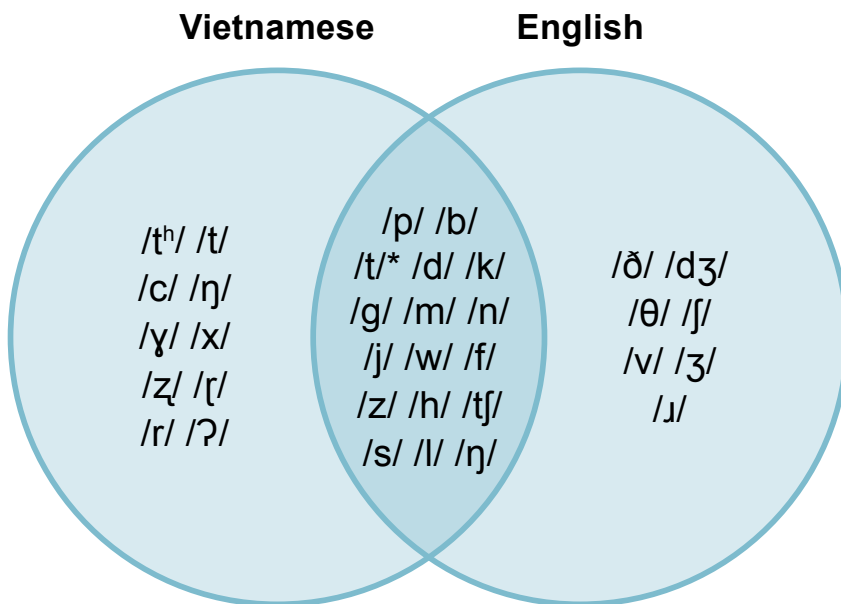 Vietnamese English
/tʰ/ /t/
/c/ /ŋ/
/ɣ/ /x/
/ʐ/ /ɽ/
/r/ /ʔ/
/p/ /b/
/t/* /d/ /k/
/g/ /m/ /n/
/j/ /w/ /f/
/z/ /h/ /tʃ/
/s/ /l/ /ŋ/
/ð/ /dʒ/
/θ/ /ʃ/
/v/ /ʒ/
/ɹ/